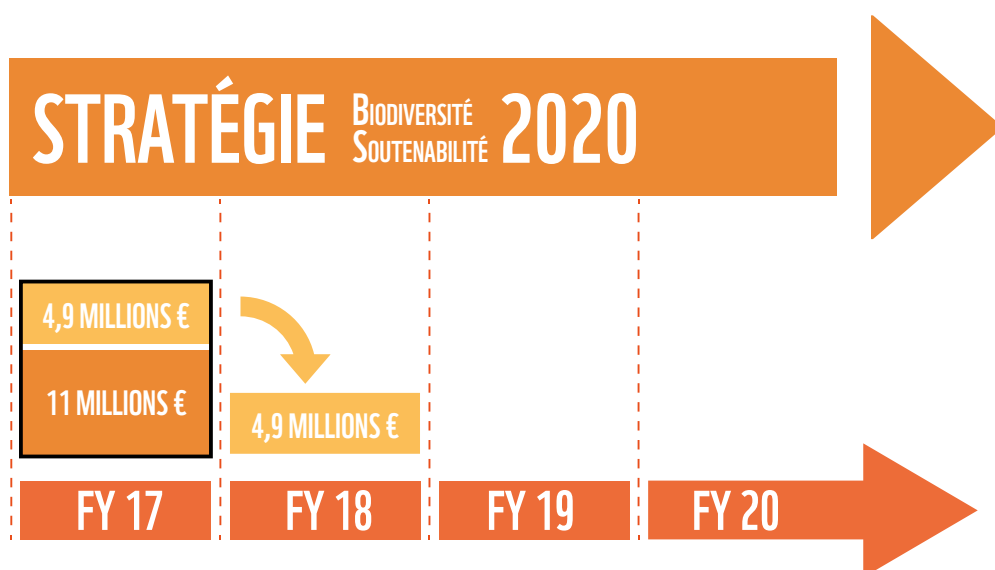 STRATÉGIE BIODIVERSITÉ SOUTENABILITÉ 2020
4,9 MILLIONS €
11 MILLIONS €
4,9 MILLIONS €
FY 17 FY 18 FY 19 FY 20